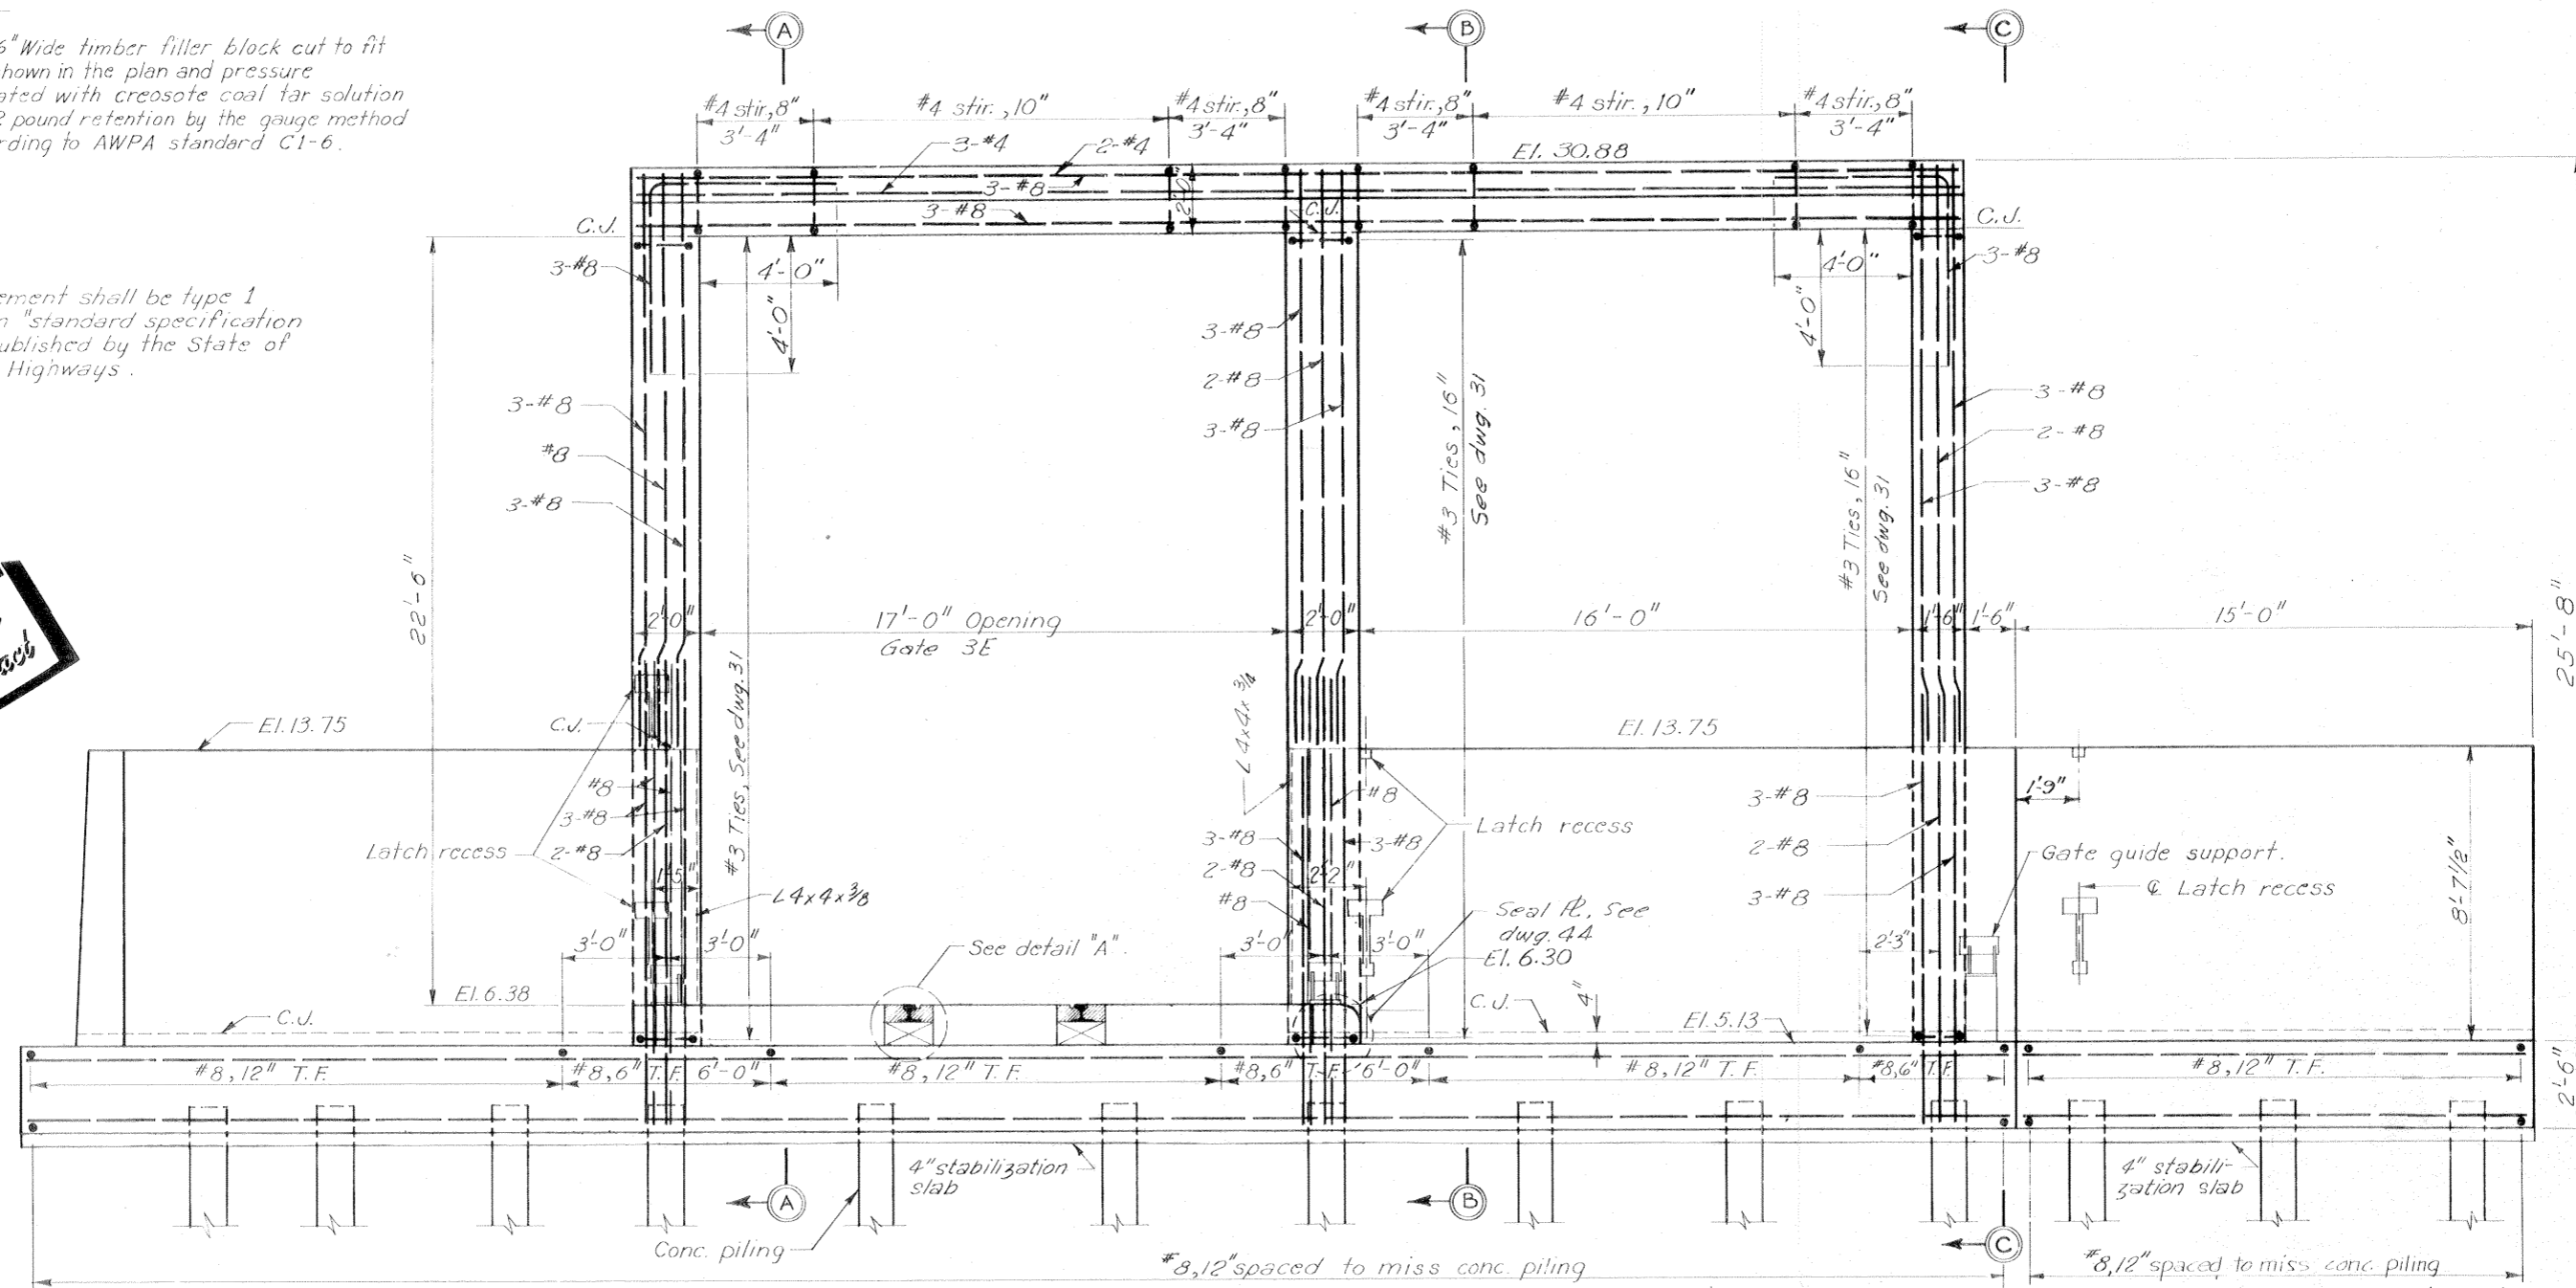 6" Wide timber filler block cut to fit
hown in the plan and pressure
ated with creosote coal tar solution
2 pound retention by the gauge method
rding to AWPA standard C1-6.
ement shall be type 1
n "standard specification
ublished by the State of
Highways.
A
B
C
#4 stir., 8"
3'-4"
#4 stir., 10"
#4 stir., 8"
3'-4"
#4 stir., 8"
3'-4"
#4 stir., 10"
#4 stir., 8"
3'-4"
3-#4
2-#4
El. 30.88
3-#8
2'-0"
3-#8
C.J.
C.J.
C.J.
3-#8
4'-0"
4'-0"
3-#8
2-#8
3-#8
4'-0"
4'-0"
3-#8
3-#8
#8
3-#8
#3 Ties, 16"
See dwg. 31
#3 Ties, 16"
See dwg. 31
3-#8
2-#8
3-#8
22'-6"
2'-0"
17'-0" Opening
Gate 3E
2'-0"
16'-0"
1'-6"
1'-6"
15'-0"
25'-8"
#3 Ties, See dwg. 31
L4x4x3/4
El. 13.75
C.J.
El. 13.75
#8
3-#8
2-#8
Latch recess
1'-5"
L4x4x3/8
#8
3-#8
3-#8
2-#8
2'-2"
#8
Latch recess
3-#8
2-#8
3-#8
1'-9"
Gate guide support.
℄ Latch recess
8'-7 1/2"
3'-0"
3'-0"
See detail "A".
3'-0"
3'-0"
Seal PL, See
dwg. 44
El. 6.30
2'-3"
El. 6.38
C.J.
C.J.
4"
El. 5.13
#8, 12" T.F.
#8, 6" T.F. 6'-0"
#8, 12" T.F.
#8, 6" T.F. 6'-0"
#8, 12" T.F.
#8, 6" T.F.
#8, 12" T.F.
2'-6"
4" stabilization
slab
4" stabili-
zation slab
A
B
C
Conc. piling
#8, 12" spaced to miss conc. piling
#8, 12" spaced to miss conc. piling